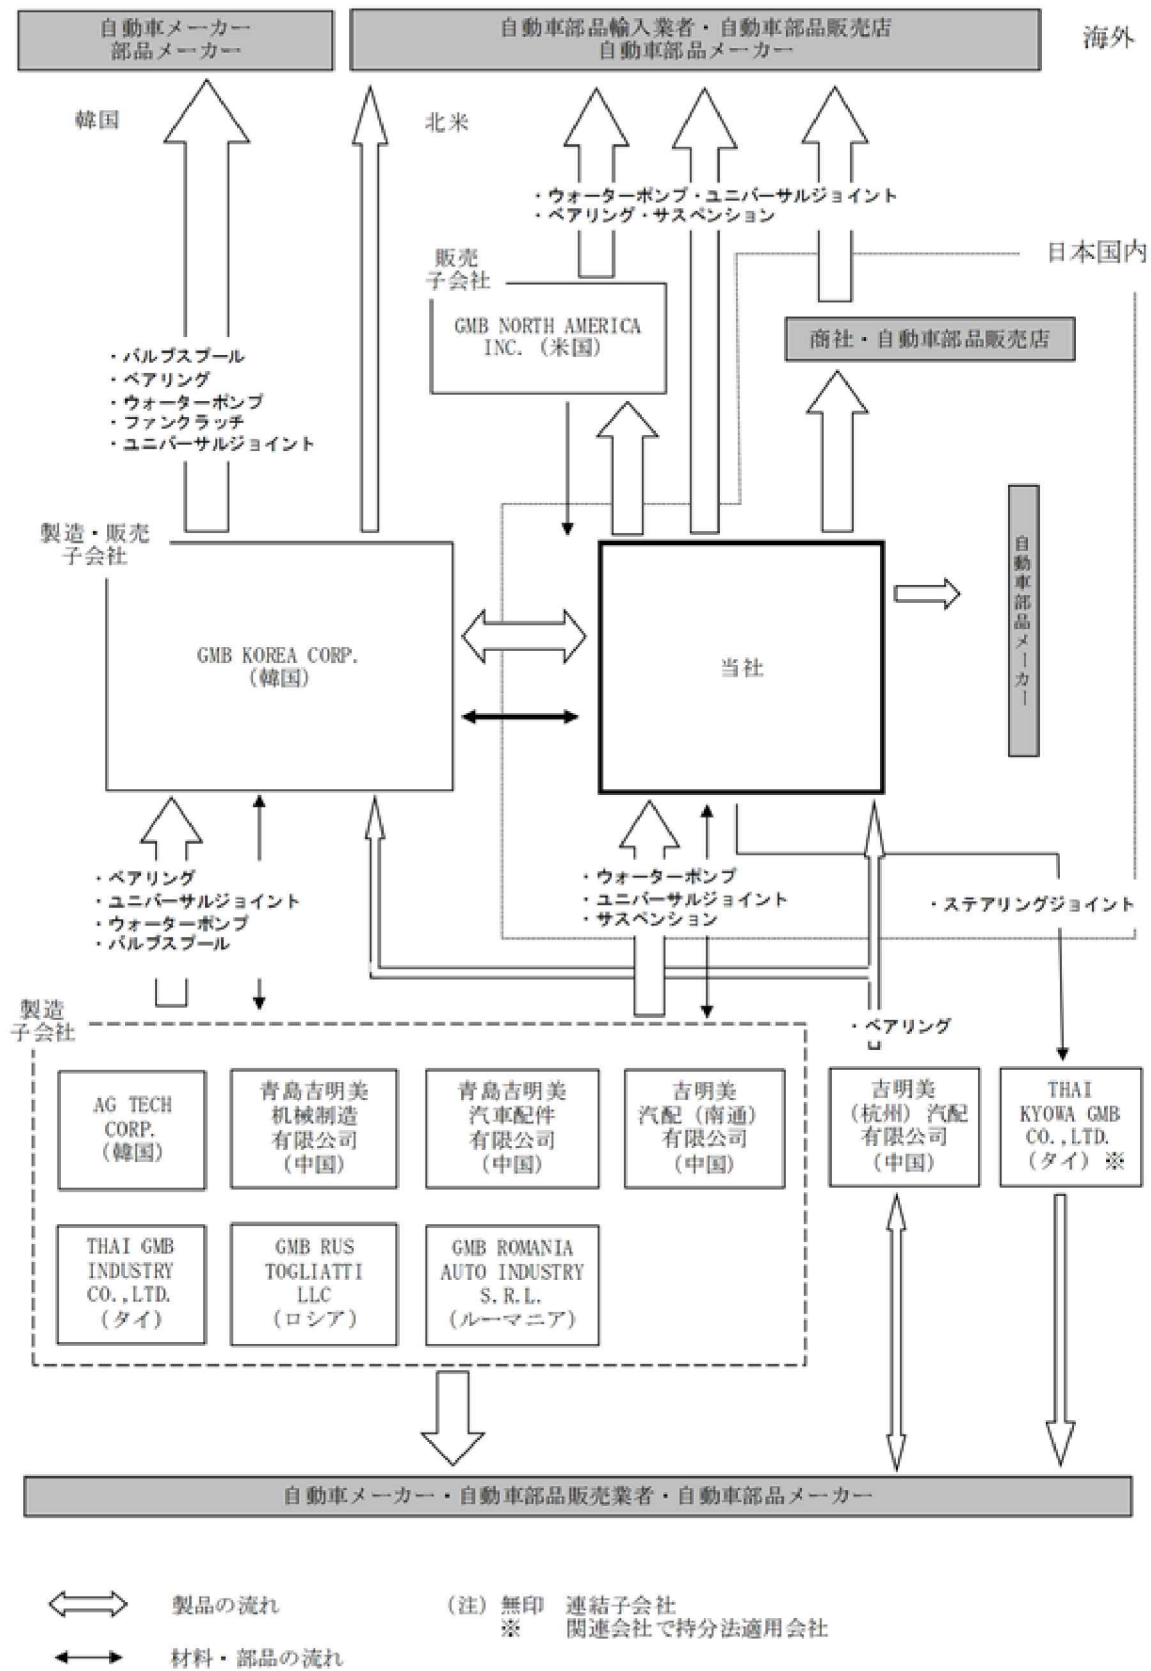 自動車メーカー
部品メーカー
自動車部品輸入業者・自動車部品販売店
自動車部品メーカー
海外
韓国
北米
・ウォーターポンプ・ユニバーサルジョイント
・ベアリング・サスペンション
日本国内
販売
子会社
GMB NORTH AMERICA
INC.（米国）
商社・自動車部品販売店
・バルブスプール
・ベアリング
・ウォーターポンプ
・ファンクラッチ
・ユニバーサルジョイント
製造・販売
子会社
GMB KOREA CORP.
（韓国）
当社
自動車部品メーカー
・ベアリング
・ユニバーサルジョイント
・ウォーターポンプ
・バルブスプール
・ウォーターポンプ
・ユニバーサルジョイント
・サスペンション
・ステアリングジョイント
・ベアリング
製造
子会社
AG TECH
CORP.
（韓国）
青島吉明美
机械制造
有限公司
（中国）
青島吉明美
汽車配件
有限公司
（中国）
吉明美
汽配（南通）
有限公司
（中国）
吉明美
（杭州）汽配
有限公司
（中国）
THAI
KYOWA GMB
CO.,LTD.
（タイ）※
THAI GMB
INDUSTRY
CO.,LTD.
（タイ）
GMB RUS
TOGLIATTI
LLC
（ロシア）
GMB ROMANIA
AUTO INDUSTRY
S.R.L.
（ルーマニア）
自動車メーカー・自動車部品販売業者・自動車部品メーカー
製品の流れ
材料・部品の流れ
（注）無印 連結子会社
※ 関連会社で持分法適用会社